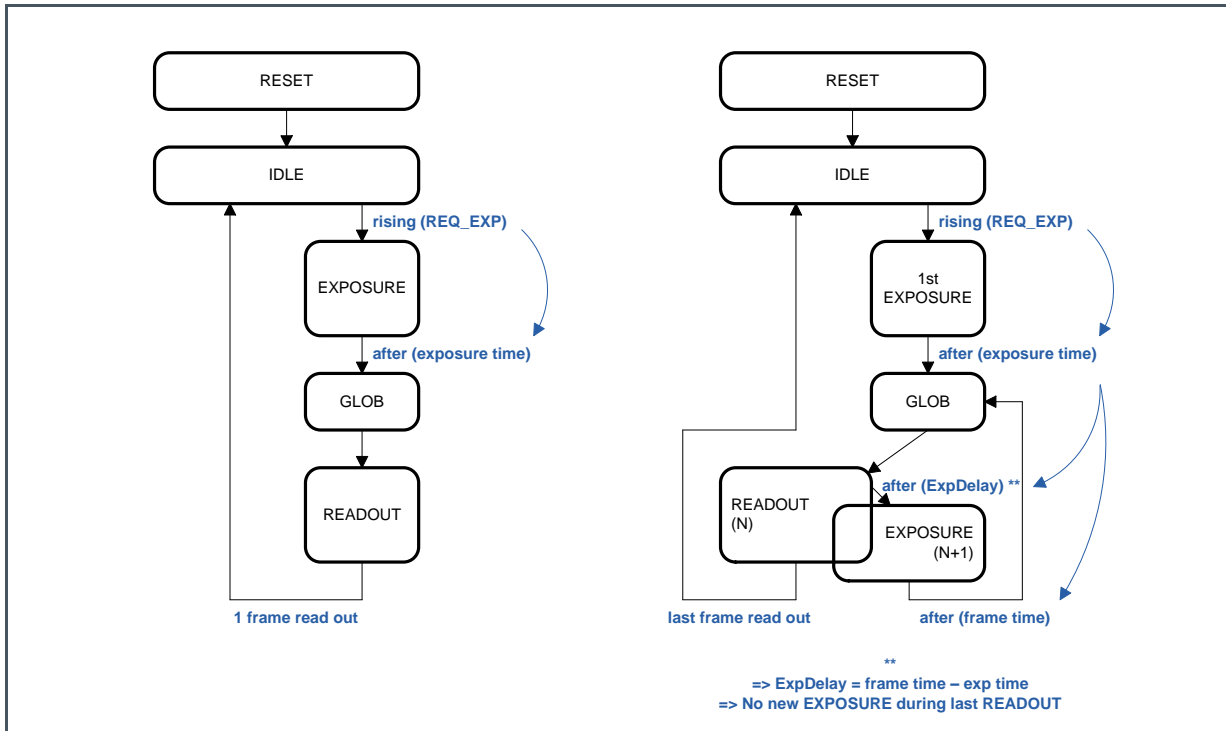 RESET
IDLE
rising (REQ_EXP)
EXPOSURE
after (exposure time)
GLOB
READOUT
1 frame read out
RESET
IDLE
rising (REQ_EXP)
1st
EXPOSURE
after (exposure time)
GLOB
after (ExpDelay) **
READOUT
(N)
EXPOSURE
(N+1)
last frame read out
after (frame time)
**
=> ExpDelay = frame time – exp time
=> No new EXPOSURE during last READOUT